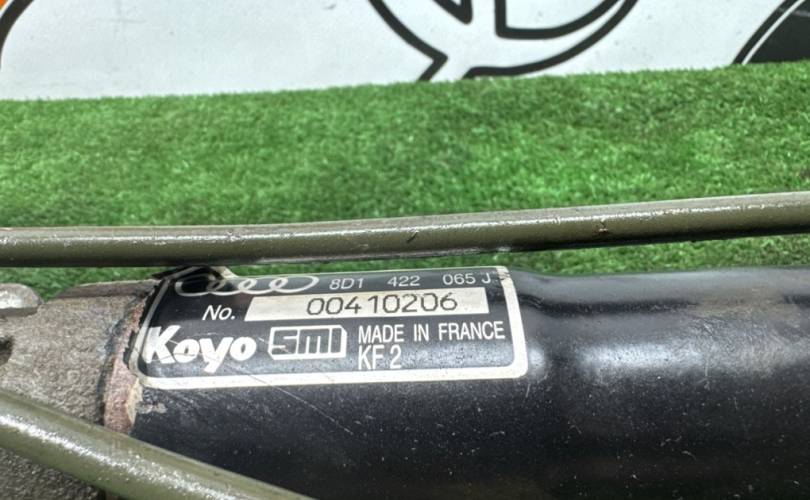 8D1 422 065 J
No. 00410206
Koyo SMI MADE IN FRANCE
KF 2